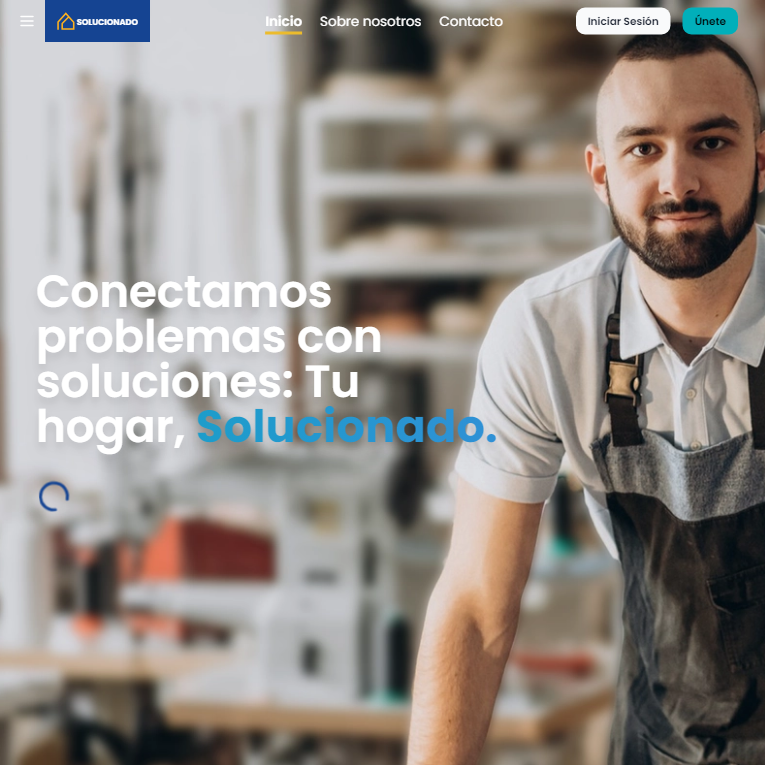 SOLUCIONADO
Inicio
Sobre nosotros
Contacto
Iniciar Sesión
Únete
Conectamos
problemas con
soluciones: Tu
hogar, Solucionado.